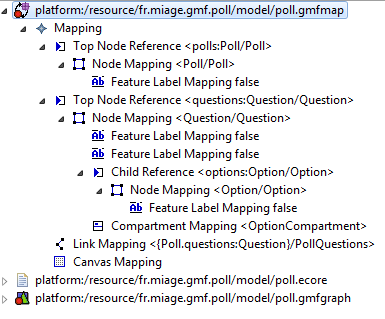 platform:/resource/fr.miage.gmf.poll/model/poll.gmfmap
Mapping
Top Node Reference <polls:Poll/Poll>
Node Mapping <Poll/Poll>
Feature Label Mapping false
Top Node Reference <questions:Question/Question>
Node Mapping <Question/Question>
Feature Label Mapping false
Feature Label Mapping false
Child Reference <options:Option/Option>
Node Mapping <Option/Option>
Feature Label Mapping false
Compartment Mapping <OptionCompartment>
Link Mapping <{Poll.questions:Question}/PollQuestions>
Canvas Mapping
platform:/resource/fr.miage.gmf.poll/model/poll.ecore
platform:/resource/fr.miage.gmf.poll/model/poll.gmfgraph